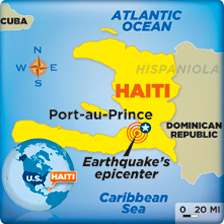 ATLANTIC
OCEAN
CUBA
N
W E
S
HISPANIOLA
HAITI
Port-au-Prince
DOMINICAN
REPUBLIC
Earthquake's
epicenter
U.S. HAITI
Caribbean
Sea
0 20 MI